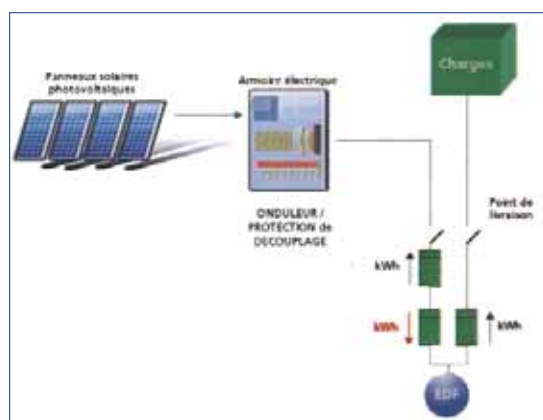 Panneaux solaires
photovoltaïques
Armoire électrique
Charges
ONDULEUR /
PROTECTION de
DECOUPLAGE
Point de
livraison
kWh
kWh
kWh
EDF